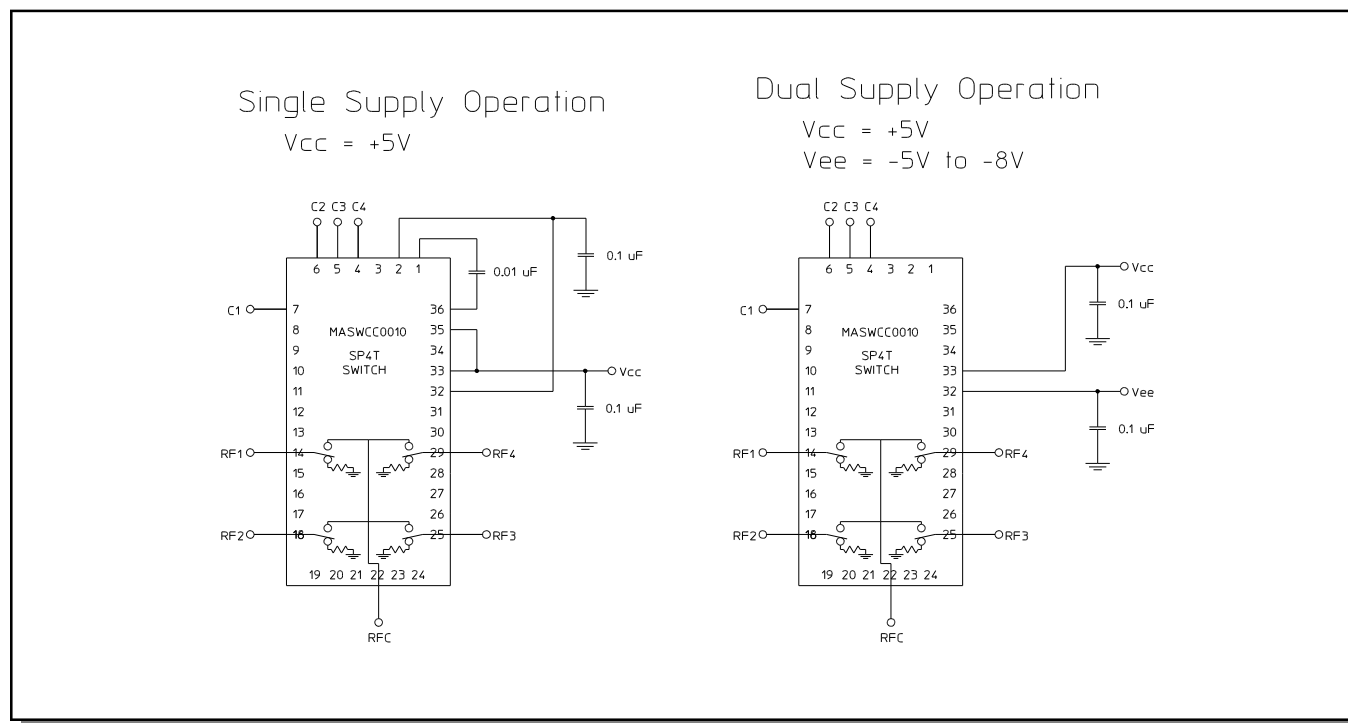 Single Supply Operation
Vcc = +5V
C2 C3 C4
6 5 4 3 2 1
0.01 uF
0.1 uF
C1
7
8
9
10
11
12
13
14
15
16
17
18
36
35
34
33
32
31
30
29
28
27
26
25
MASWCC0010
SP4T
SWITCH
Vcc
0.1 uF
RF1
RF4
RF2
RF3
19 20 21 22 23 24
RFC
Dual Supply Operation
Vcc = +5V
Vee = -5V to -8V
C2 C3 C4
6 5 4 3 2 1
C1
7
8
9
10
11
12
13
14
15
16
17
18
36
35
34
33
32
31
30
29
28
27
26
25
MASWCC0010
SP4T
SWITCH
Vcc
0.1 uF
Vee
0.1 uF
RF1
RF4
RF2
RF3
19 20 21 22 23 24
RFC